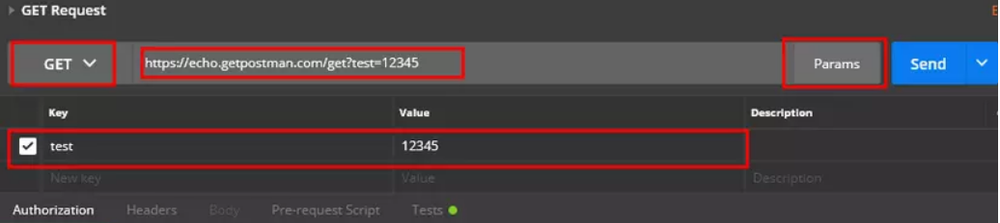 GET Request
GET https://echo.getpostman.com/get?test=12345 Params Send
Key Value Description
test 12345
New key Value Description
Authorization Headers Body Pre-request Script Tests